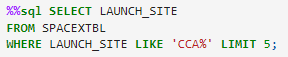 %%sql SELECT LAUNCH_SITE
FROM SPACEXTBL
WHERE LAUNCH_SITE LIKE 'CCA%' LIMIT 5;